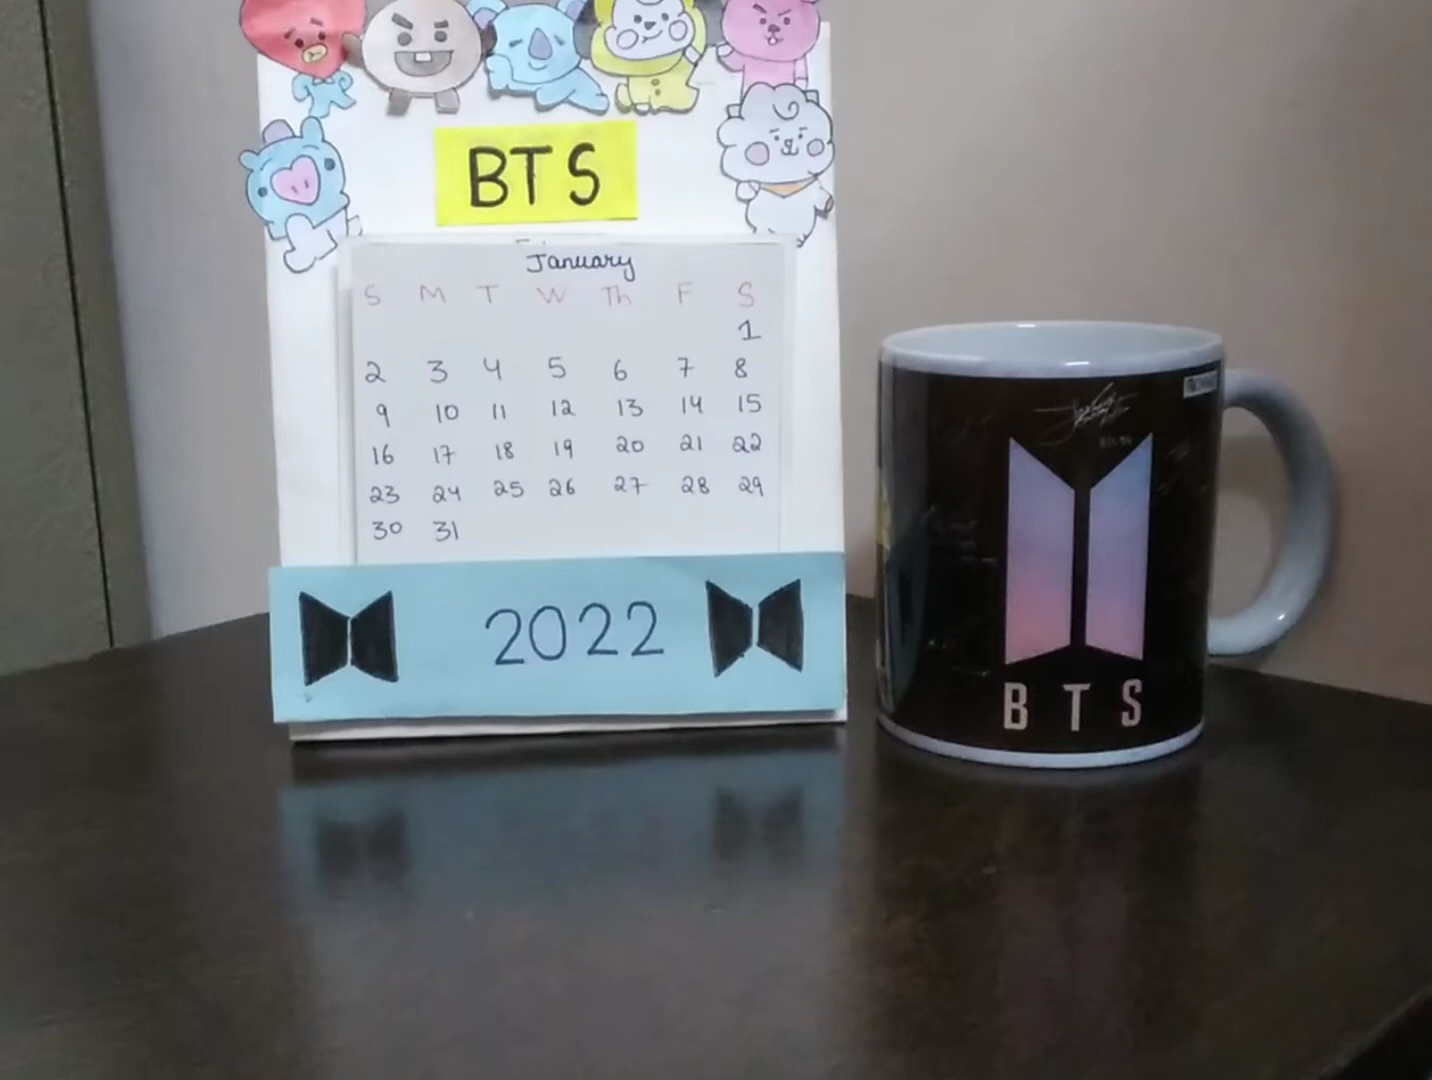 BTS
January
S M T W Th F S
1
2 3 4 5 6 7 8
9 10 11 12 13 14 15
16 17 18 19 20 21 22
23 24 25 26 27 28 29
30 31
2022
BTS